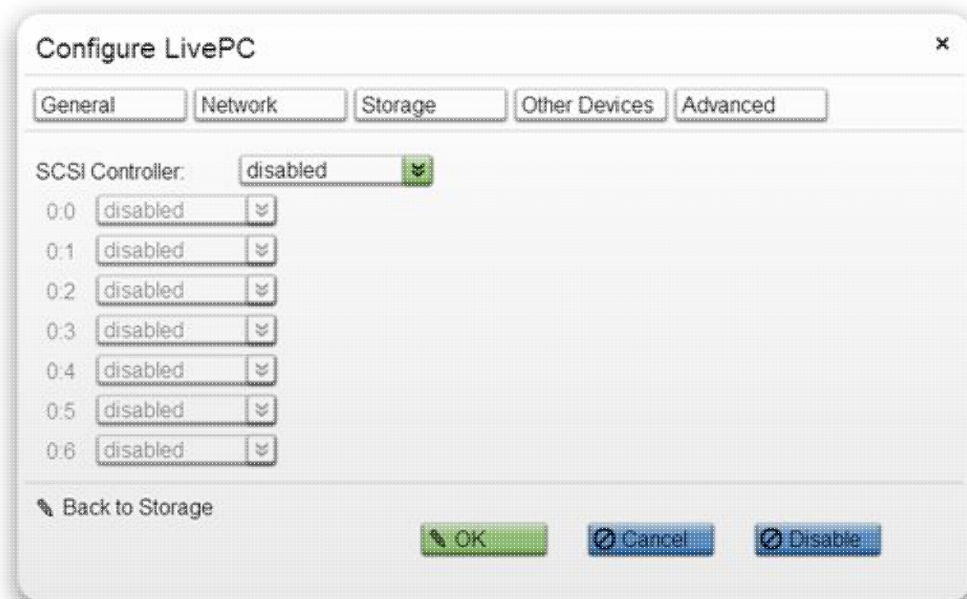 Configure LivePC
General Network Storage Other Devices Advanced
SCSI Controller: disabled
0:0 disabled
0:1 disabled
0:2 disabled
0:3 disabled
0:4 disabled
0:5 disabled
0:6 disabled
Back to Storage
OK Cancel Disable